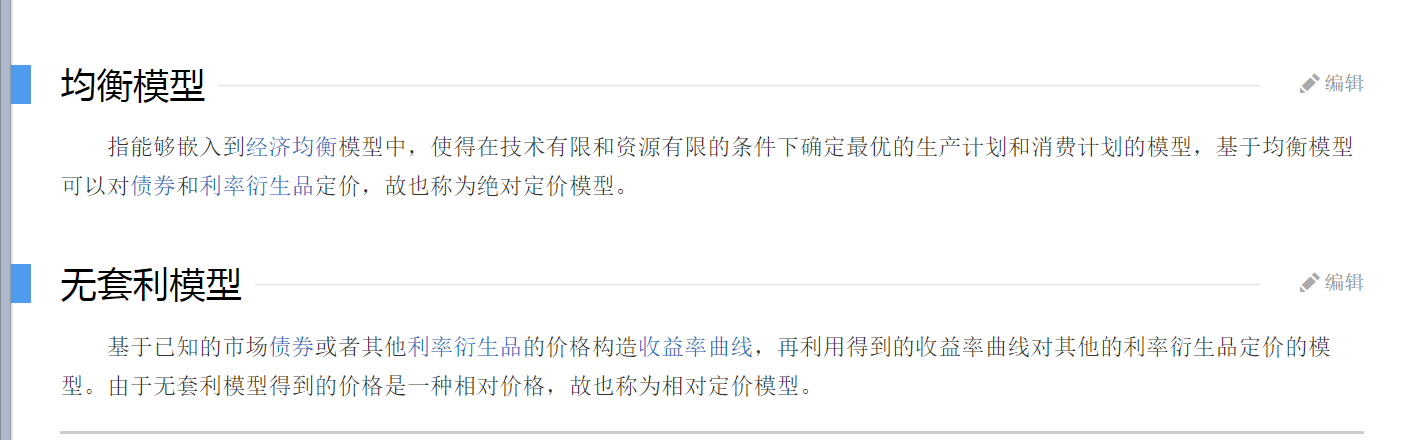 均衡模型
编辑
指能够嵌入到经济均衡模型中，使得在技术有限和资源有限的条件下确定最优的生产计划和消费计划的模型，基于均衡模型
可以对债券和利率衍生品定价，故也称为绝对定价模型。
无套利模型
编辑
基于已知的市场债券或者其他利率衍生品的价格构造收益率曲线，再利用得到的收益率曲线对其他的利率衍生品定价的模
型。由于无套利模型得到的价格是一种相对价格，故也称为相对定价模型。